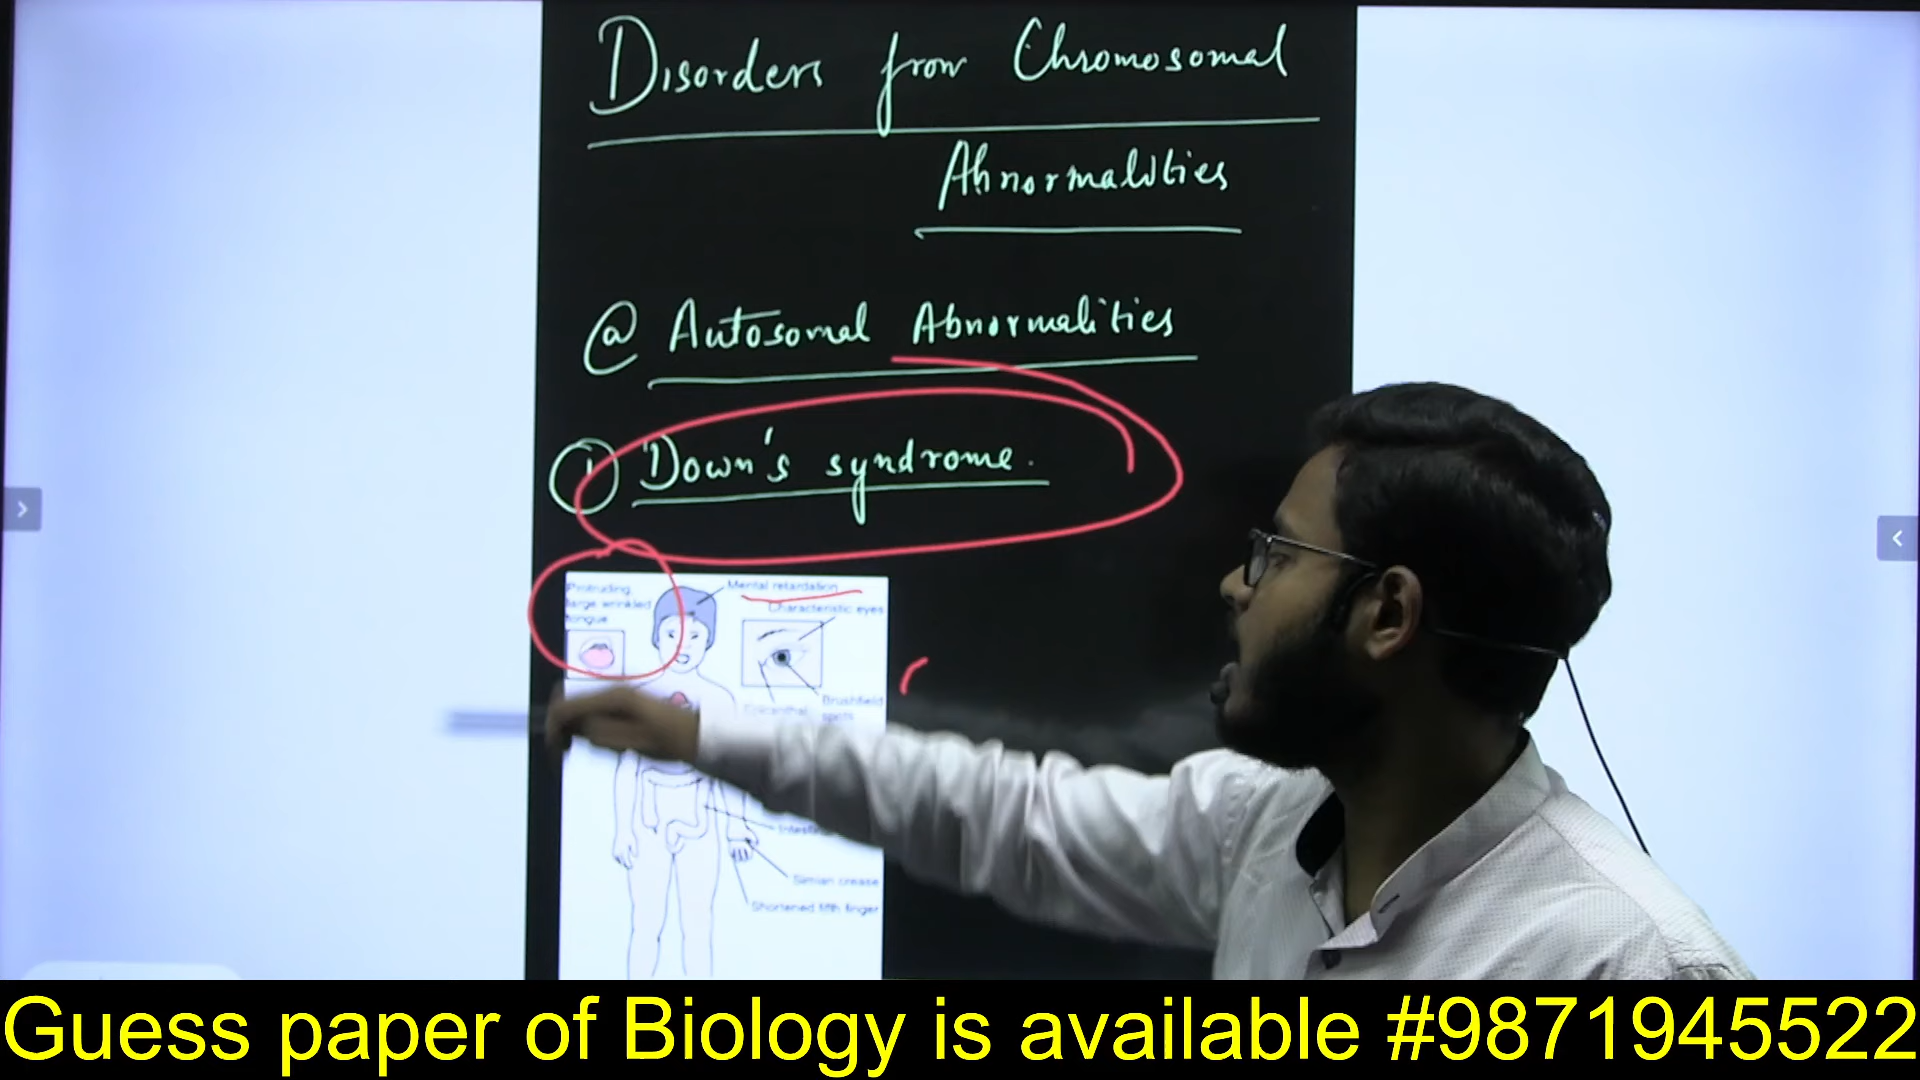 Disorders from Chromosomal
Abnormalities
@ Autosomal Abnormalities
① Down's syndrome.
Protruding,
large wrinkled
tongue
Mental retardation
Characteristic eyes
Epicanthal
Brushfield
spots
Simian crease
Shortened fifth finger
Guess paper of Biology is available #9871945522